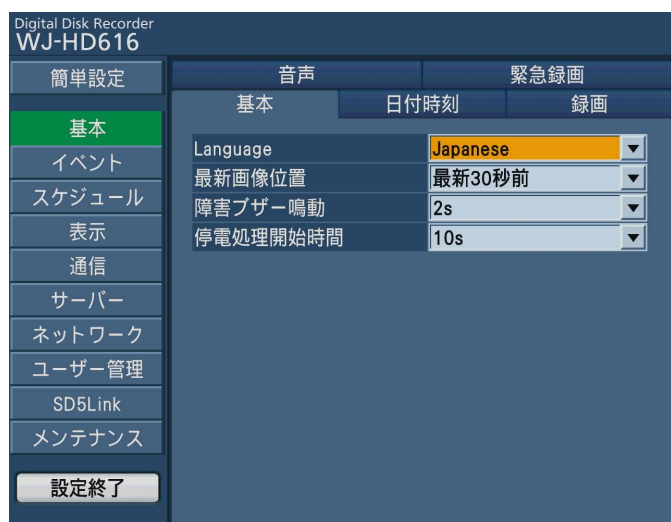 Digital Disk Recorder
WJ-HD616
簡単設定
基本
イベント
スケジュール
表示
通信
サーバー
ネットワーク
ユーザー管理
SD5Link
メンテナンス
設定終了
音声 緊急録画
基本 日付時刻 録画
Language Japanese
最新画像位置 最新30秒前
障害ブザー鳴動 2s
停電処理開始時間 10s